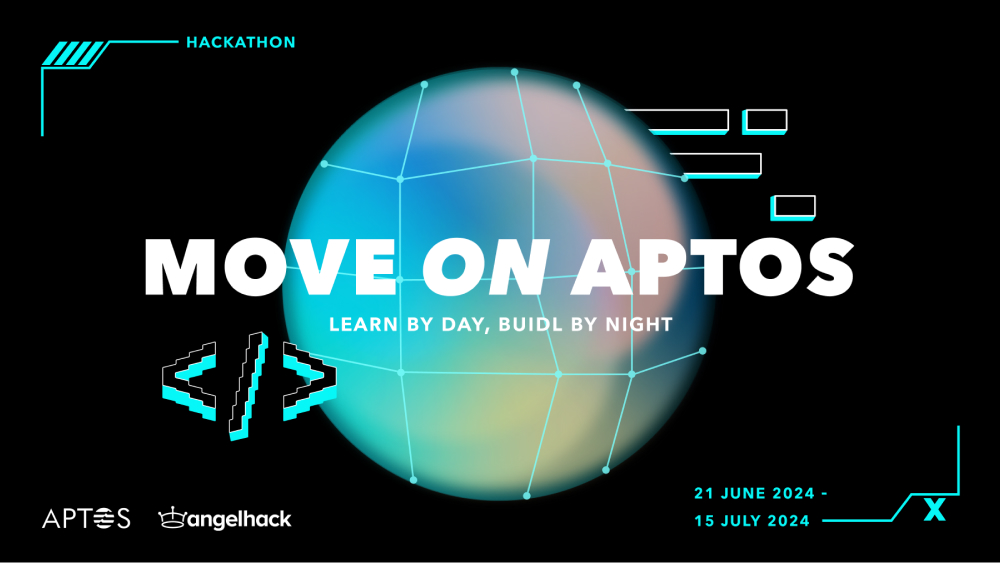 HACKATHON
MOVE ON APTOS
LEARN BY DAY, BUIDL BY NIGHT
</>
21 JUNE 2024 -
15 JULY 2024
X
APTOS
angelhack